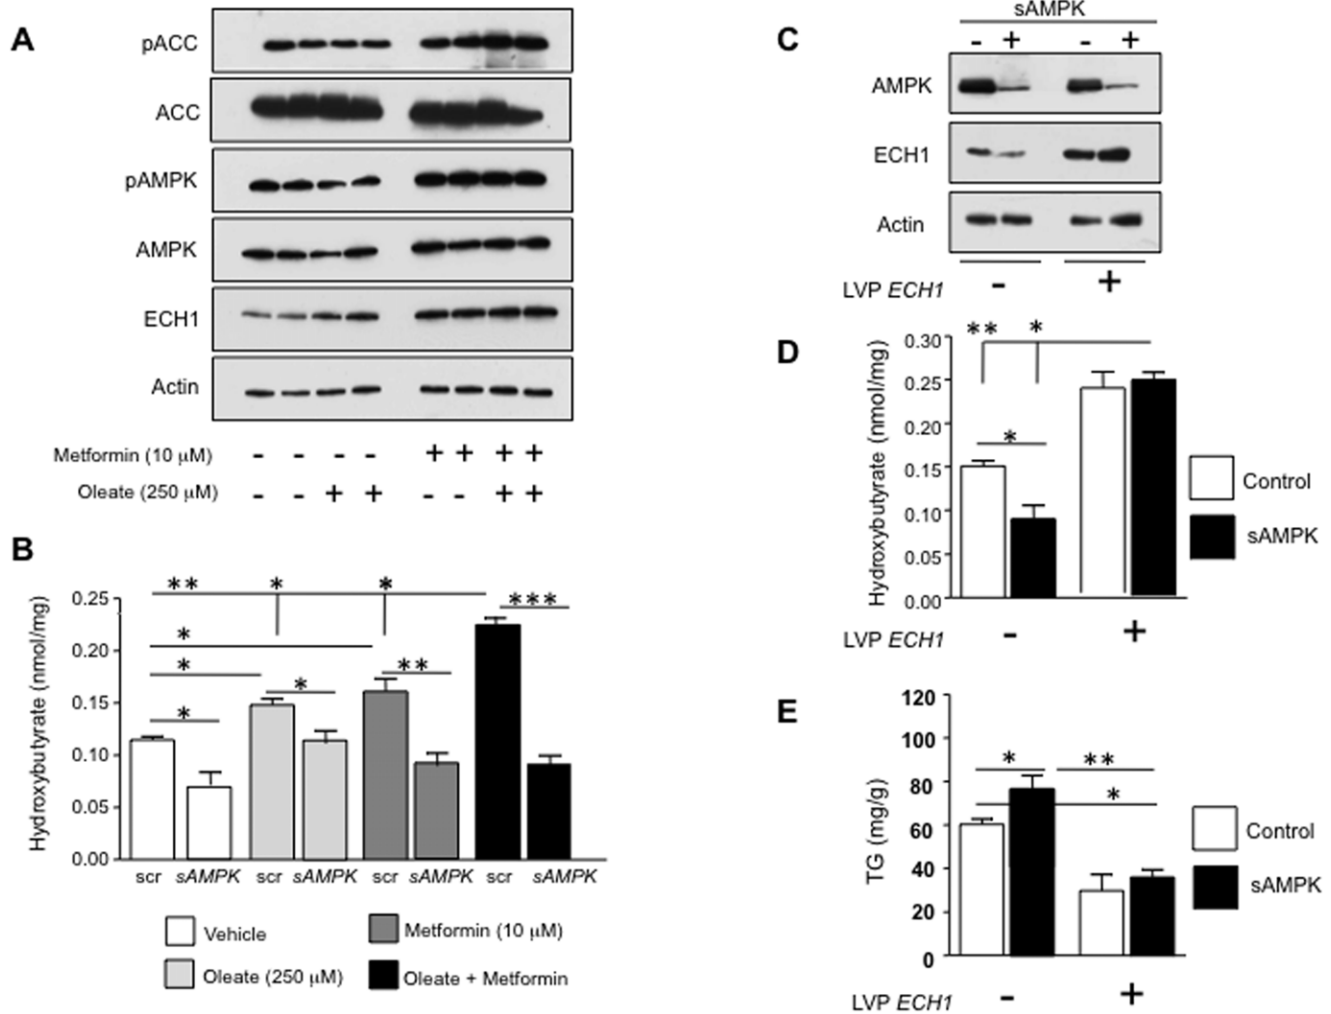 A
pACC
ACC
pAMPK
AMPK
ECH1
Actin
Metformin (10 µM) - - - - + + + +
Oleate (250 µM) - - + + - - + +
B
Hydroxybutyrate (nmol/mg)
0.25
0.20
0.15
0.10
0.05
0.00
** * *
***
*
* **
* *
*
scr sAMPK scr sAMPK scr sAMPK scr sAMPK
Vehicle
Metformin (10 µM)
Oleate (250 µM)
Oleate + Metformin
C
sAMPK
- + - +
AMPK
ECH1
Actin
LVP ECH1 - +
D
Hydroxybutyrate (nmol/mg)
0.30
0.25
0.20
0.15
0.10
0.05
0.00
** *
*
Control
sAMPK
LVP ECH1 - +
E
TG (mg/g)
120
100
80
60
40
20
0
* **
*
Control
sAMPK
LVP ECH1 - +